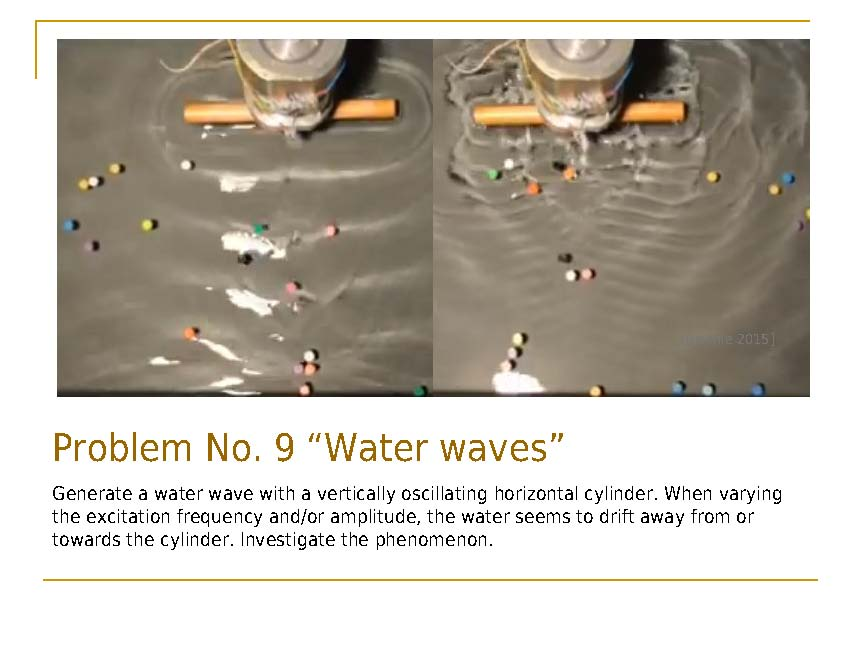 2015]
Problem No. 9 “Water waves”
Generate a water wave with a vertically oscillating horizontal cylinder. When varying
the excitation frequency and/or amplitude, the water seems to drift away from or
towards the cylinder. Investigate the phenomenon.